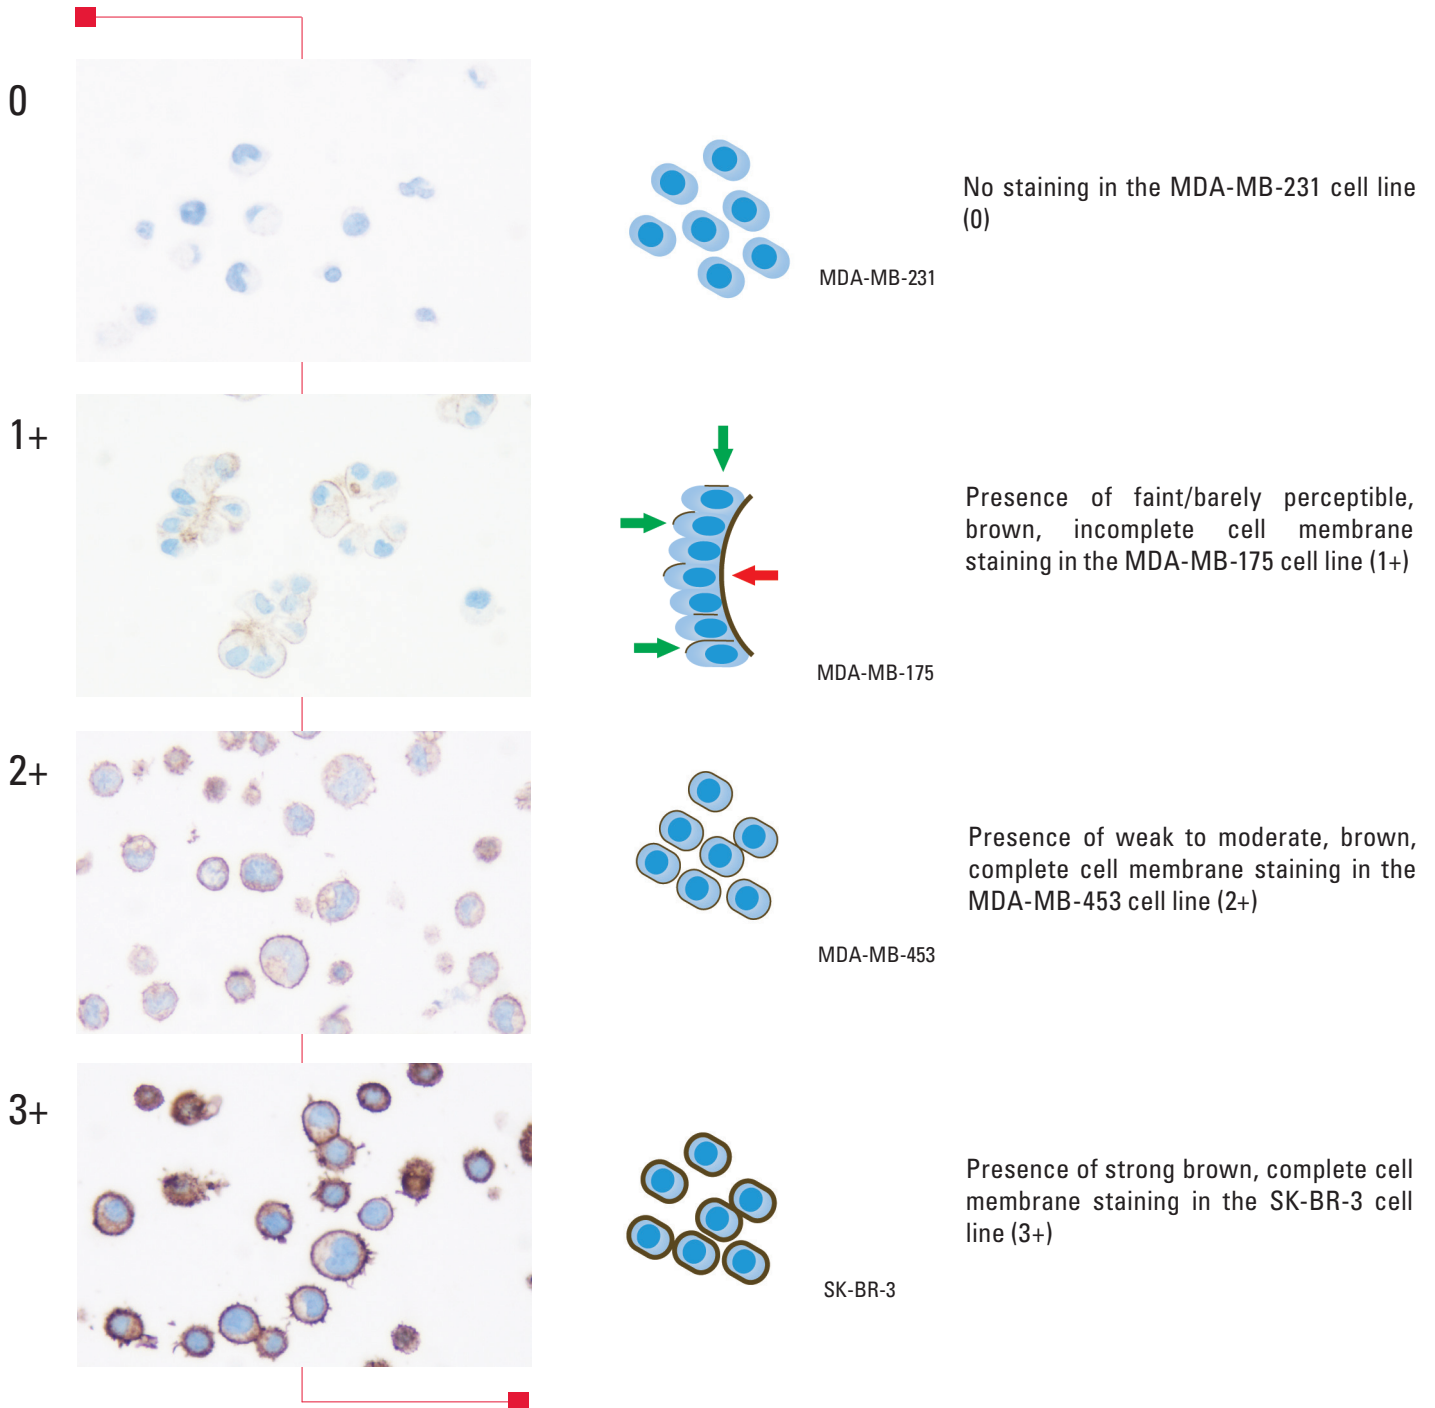 0
No staining in the MDA-MB-231 cell line
(0)
MDA-MB-231
1+
Presence of faint/barely perceptible,
brown, incomplete cell membrane
staining in the MDA-MB-175 cell line (1+)
MDA-MB-175
2+
Presence of weak to moderate, brown,
complete cell membrane staining in the
MDA-MB-453 cell line (2+)
MDA-MB-453
3+
Presence of strong brown, complete cell
membrane staining in the SK-BR-3 cell
line (3+)
SK-BR-3